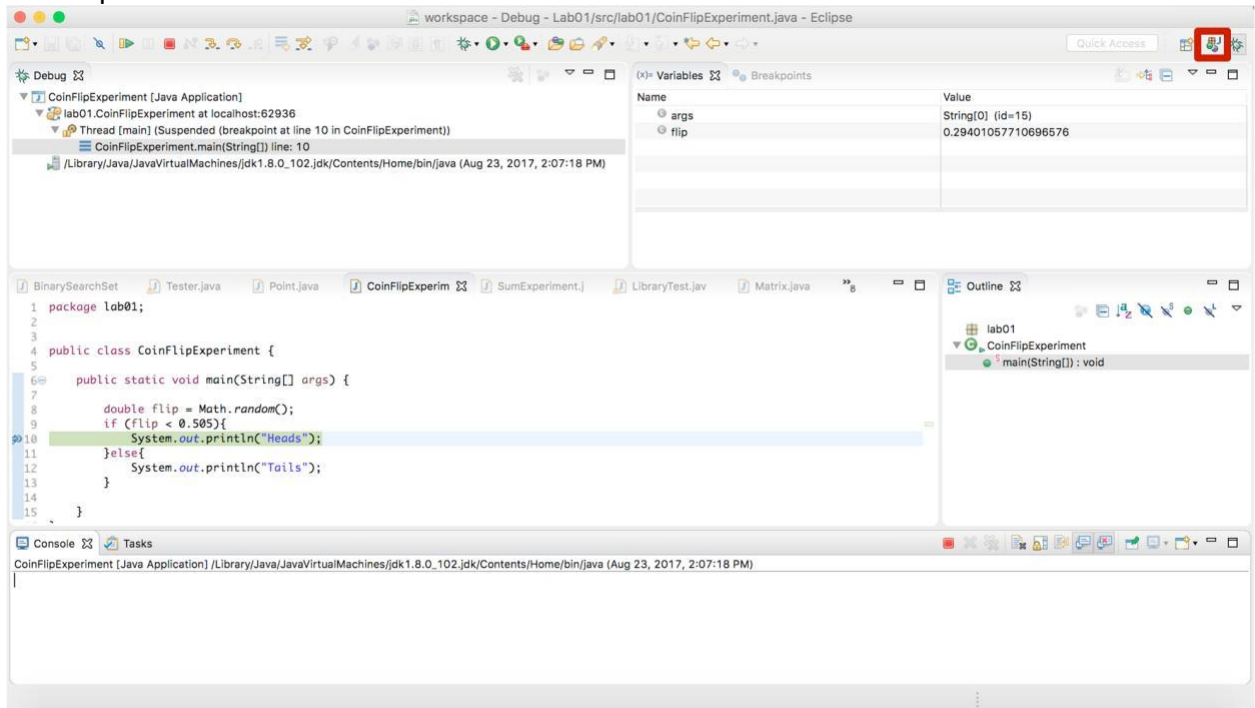 workspace - Debug - Lab01/src/lab01/CoinFlipExperiment.java - Eclipse
Quick Access
Debug
CoinFlipExperiment [Java Application]
lab01.CoinFlipExperiment at localhost:62936
Thread [main] (Suspended (breakpoint at line 10 in CoinFlipExperiment))
CoinFlipExperiment.main(String[]) line: 10
/Library/Java/JavaVirtualMachines/jdk1.8.0_102.jdk/Contents/Home/bin/java (Aug 23, 2017, 2:07:18 PM)
(x)= Variables Breakpoints
Name Value
args String[0] (id=15)
flip 0.29401057710696576
BinarySearchSet Tester.java Point.java CoinFlipExperim SumExperiment.j LibraryTest.jav Matrix.java »8
1 package lab01;
2
3
4 public class CoinFlipExperiment {
5
6 public static void main(String[] args) {
7
8 double flip = Math.random();
9 if (flip < 0.505){
10 System.out.println("Heads");
11 }else{
12 System.out.println("Tails");
13 }
14
15 }
Outline
lab01
CoinFlipExperiment
main(String[]) : void
Console Tasks
CoinFlipExperiment [Java Application] /Library/Java/JavaVirtualMachines/jdk1.8.0_102.jdk/Contents/Home/bin/java (Aug 23, 2017, 2:07:18 PM)